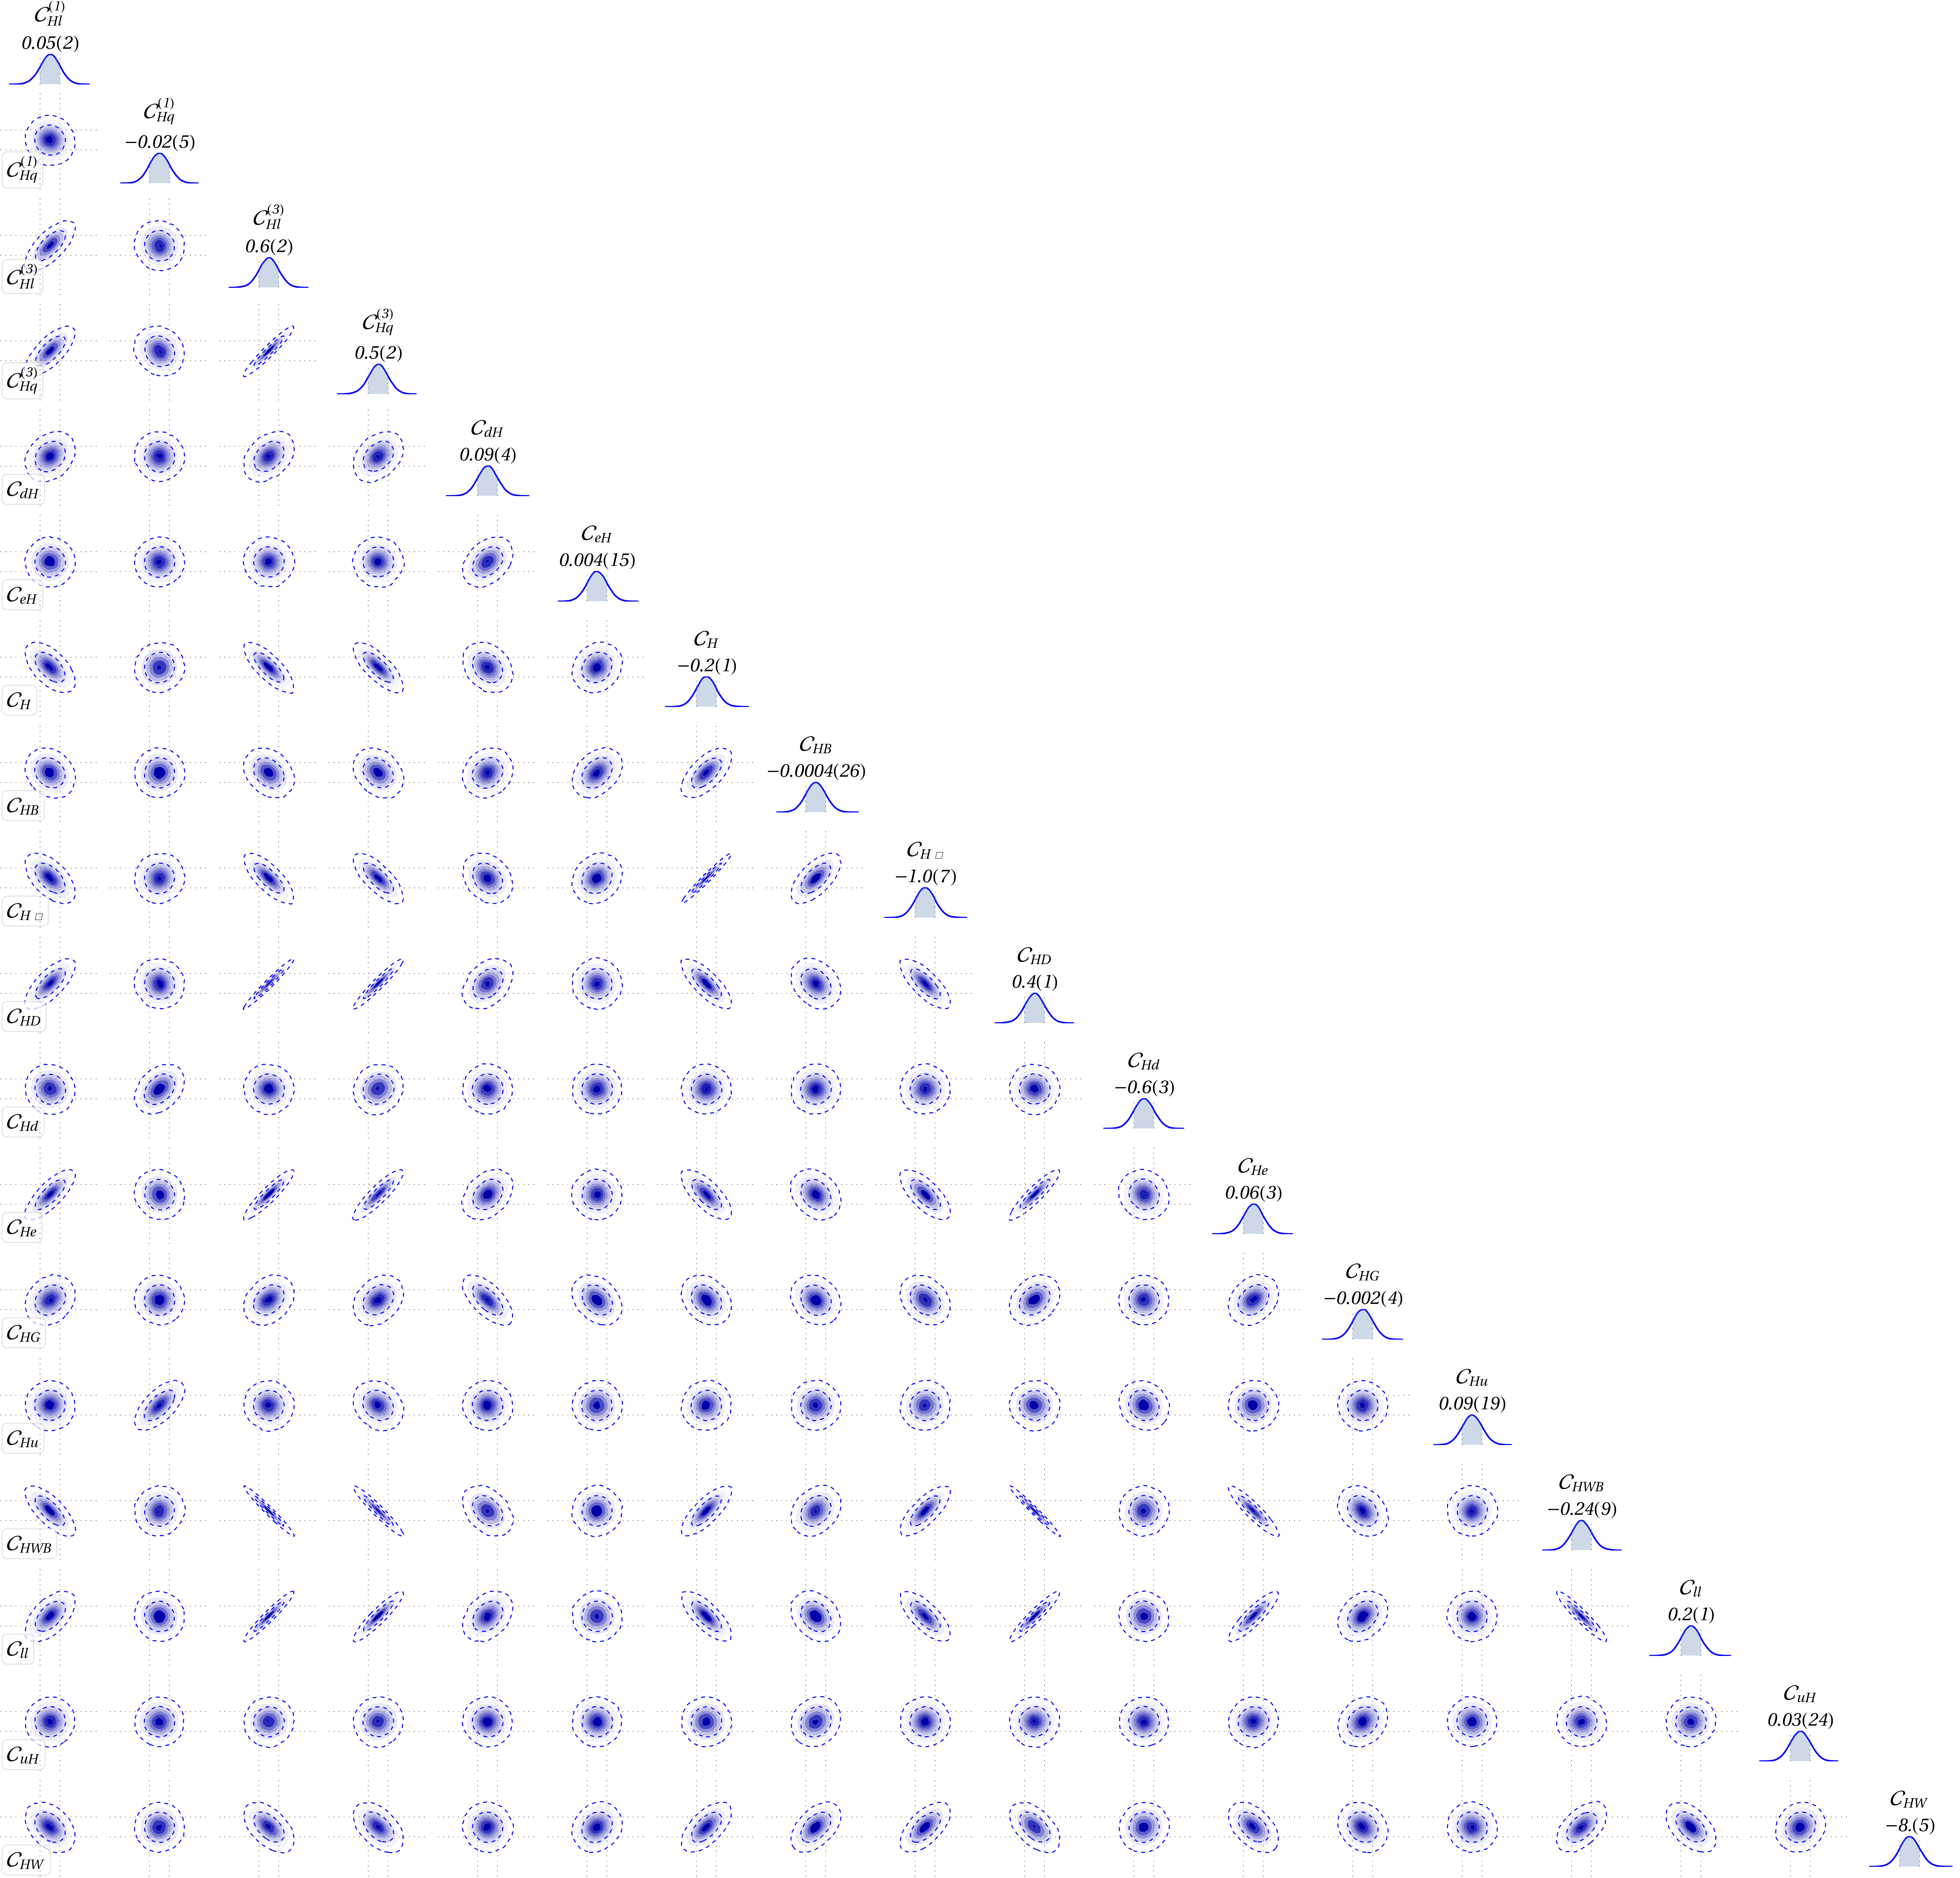 C_{Hl}^{(1)}
0.05(2)
C_{Hq}^{(1)}
−0.02(5)
C_{Hq}^{(1)}
C_{Hl}^{(3)}
0.6(2)
C_{Hl}^{(3)}
C_{Hq}^{(3)}
0.5(2)
C_{Hq}^{(3)}
C_{dH}
0.09(4)
C_{dH}
C_{eH}
0.004(15)
C_{eH}
C_{H}
−0.2(1)
C_{H}
C_{HB}
−0.0004(26)
C_{HB}
C_{H□}
−1.0(7)
C_{H□}
C_{HD}
0.4(1)
C_{HD}
C_{Hd}
−0.6(3)
C_{Hd}
C_{He}
0.06(3)
C_{He}
C_{HG}
−0.002(4)
C_{HG}
C_{Hu}
0.09(19)
C_{Hu}
C_{HWB}
−0.24(9)
C_{HWB}
C_{ll}
0.2(1)
C_{ll}
C_{uH}
0.03(24)
C_{uH}
C_{HW}
−8.(5)
C_{HW}